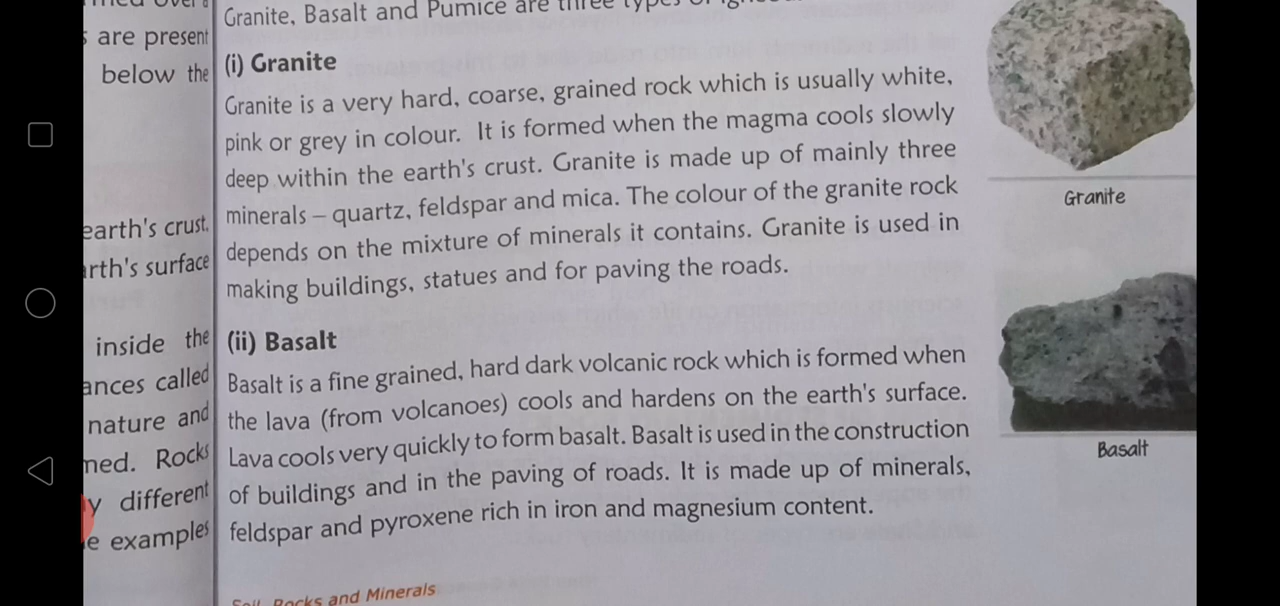 s are present
below the
earth's crust.
rth's surface
inside the
ances called
nature and
ned. Rocks
y different
e examples
Granite, Basalt and Pumice are three types of
(i) Granite
Granite is a very hard, coarse, grained rock which is usually white,
pink or grey in colour. It is formed when the magma cools slowly
deep within the earth's crust. Granite is made up of mainly three
minerals – quartz, feldspar and mica. The colour of the granite rock
depends on the mixture of minerals it contains. Granite is used in
making buildings, statues and for paving the roads.
(ii) Basalt
Basalt is a fine grained, hard dark volcanic rock which is formed when
the lava (from volcanoes) cools and hardens on the earth's surface.
Lava cools very quickly to form basalt. Basalt is used in the construction
of buildings and in the paving of roads. It is made up of minerals,
feldspar and pyroxene rich in iron and magnesium content.
Granite
Basalt
Soil, Rocks and Minerals